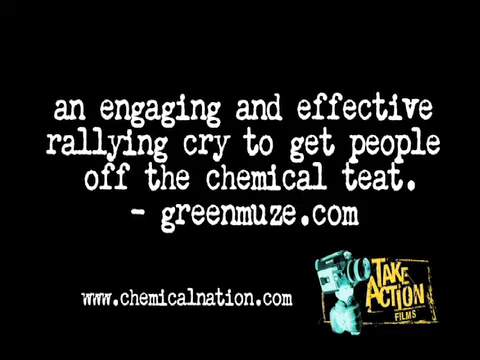 an engaging and effective
rallying cry to get people
off the chemical teat.
- greenmuze.com
www.chemicalnation.com
TAKE
ACTION
FILMS